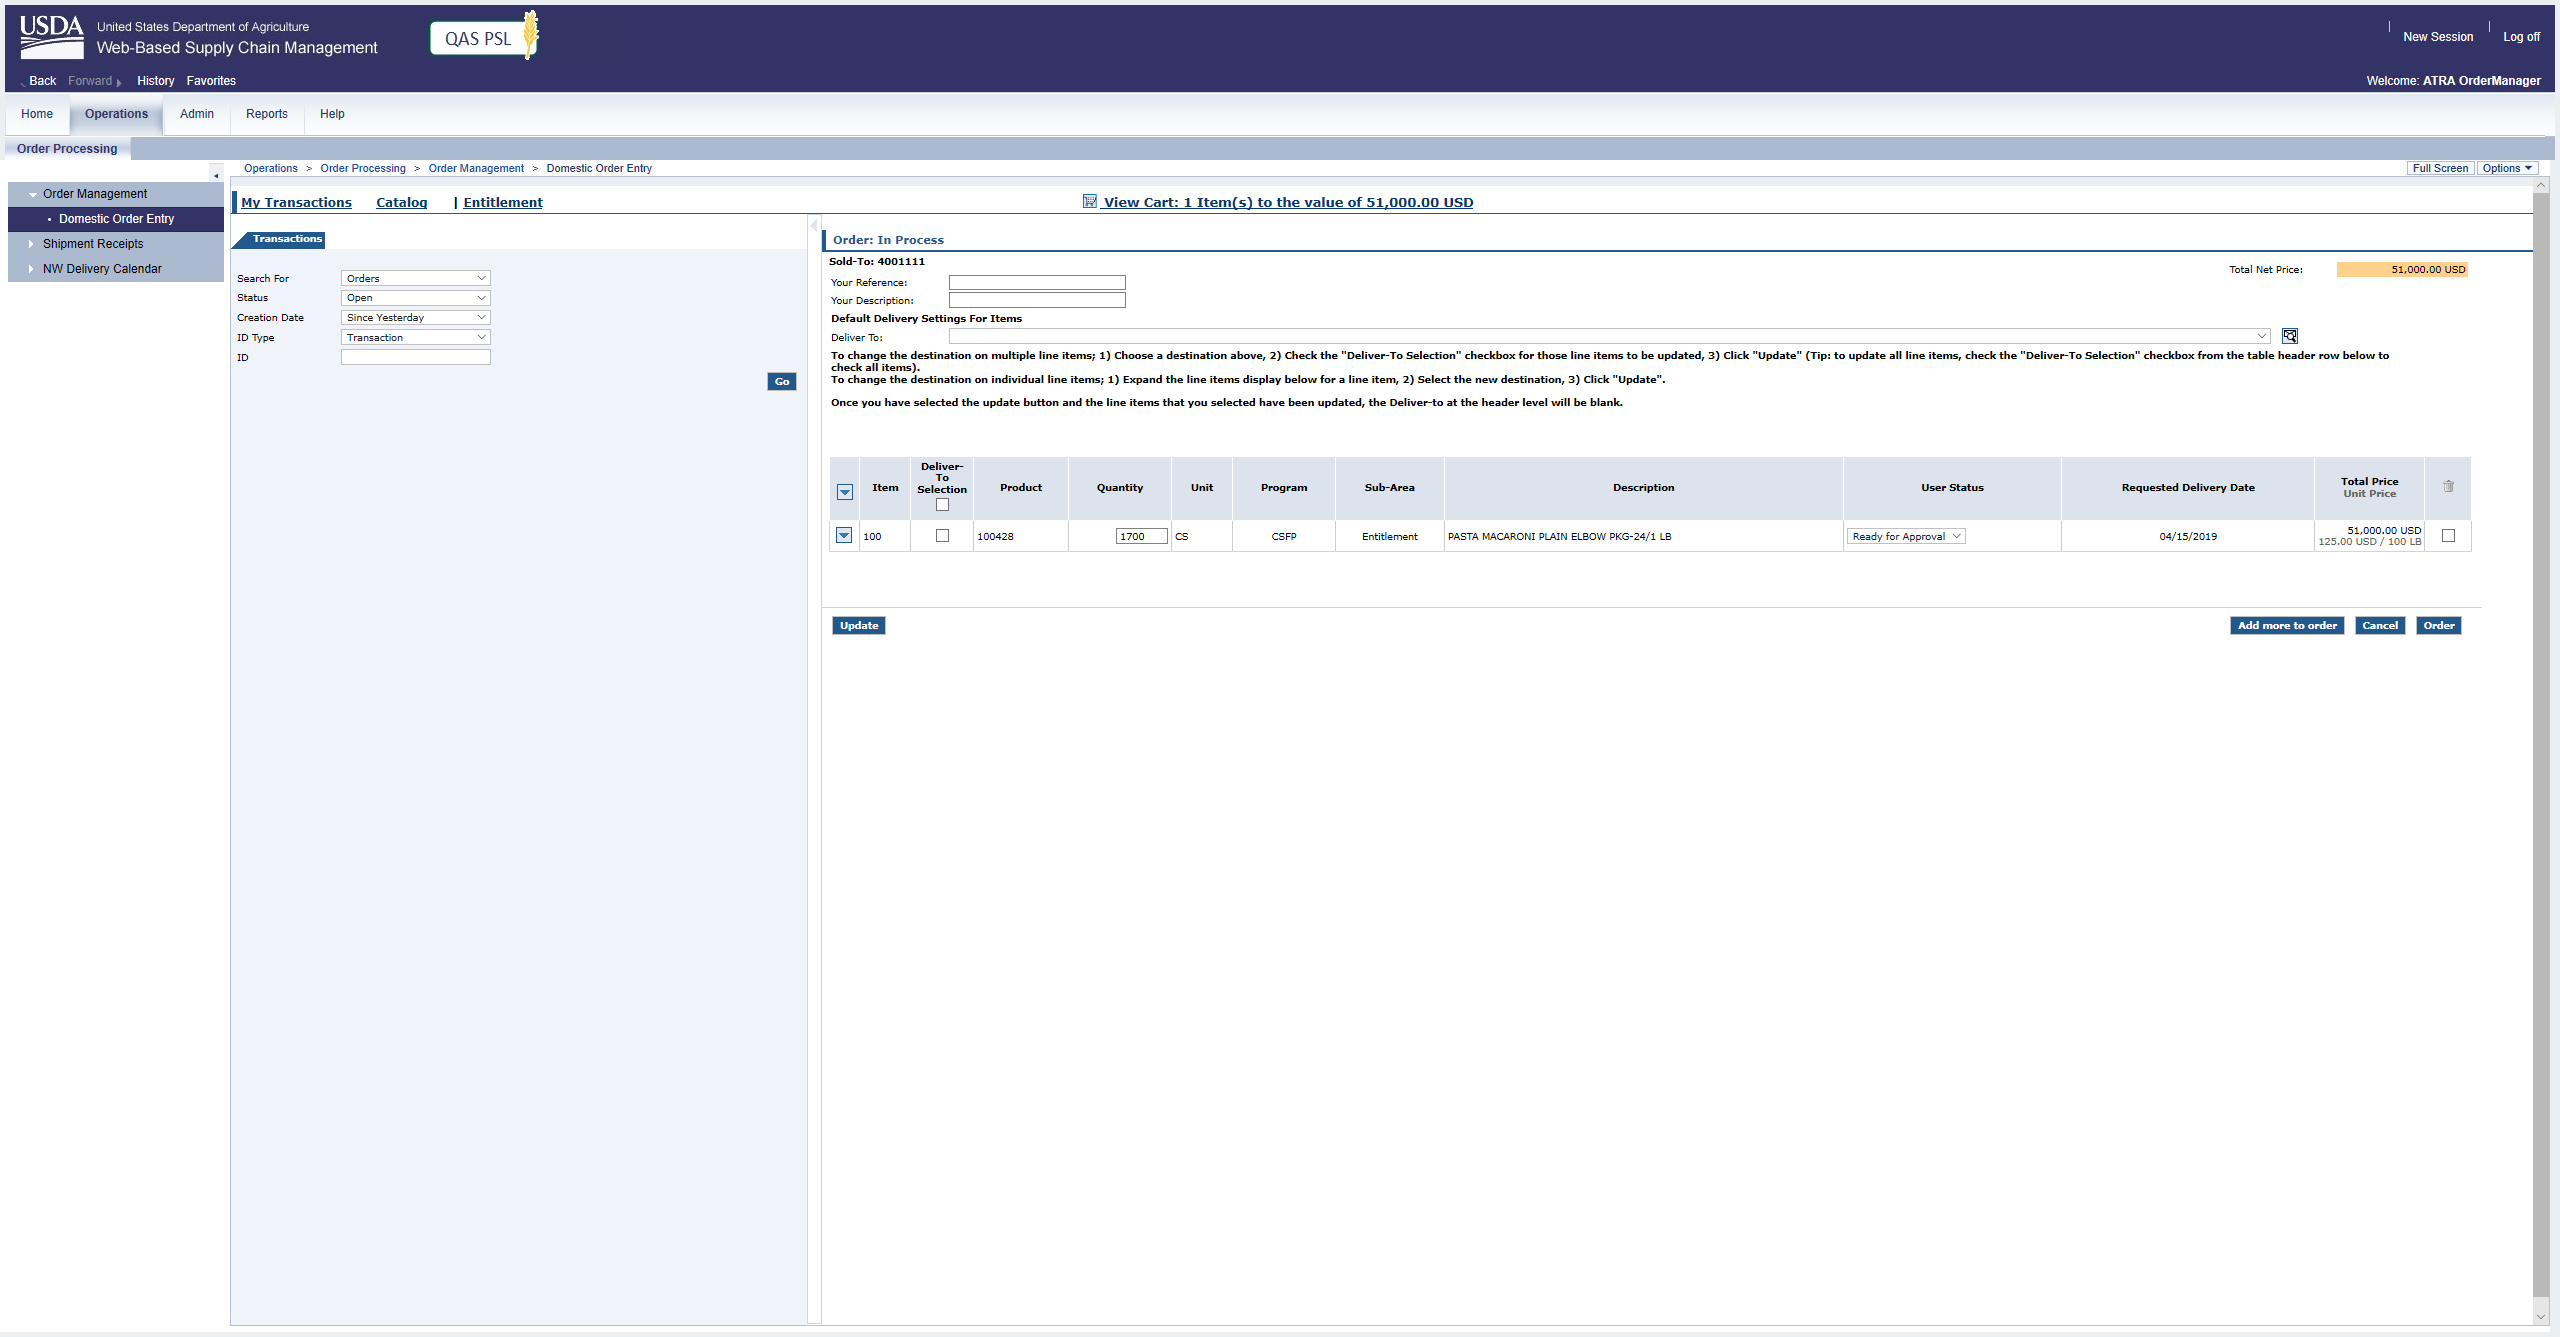 USDA United States Department of Agriculture
Web-Based Supply Chain Management
QAS PSL
New Session Log off
Back Forward History Favorites
Welcome: ATRA OrderManager
Home Operations Admin Reports Help
Order Processing
Operations > Order Processing > Order Management > Domestic Order Entry
Full Screen Options
Order Management
Domestic Order Entry
Shipment Receipts
NW Delivery Calendar
My Transactions Catalog | Entitlement
View Cart: 1 Item(s) to the value of 51,000.00 USD
Transactions
Search For Orders
Status Open
Creation Date Since Yesterday
ID Type Transaction
ID
Go
Order: In Process
Sold-To: 4001111
Total Net Price: 51,000.00 USD
Your Reference:
Your Description:
Default Delivery Settings For Items
Deliver To:
To change the destination on multiple line items; 1) Choose a destination above, 2) Check the "Deliver-To Selection" checkbox for those line items to be updated, 3) Click "Update" (Tip: to update all line items, check the "Deliver-To Selection" checkbox from the table header row below to
check all items).
To change the destination on individual line items; 1) Expand the line items display below for a line item, 2) Select the new destination, 3) Click "Update".
Once you have selected the update button and the line items that you selected have been updated, the Deliver-to at the header level will be blank.
Item Deliver-To Selection Product Quantity Unit Program Sub-Area Description User Status Requested Delivery Date Total Price
Unit Price
100 100428 1700 CS CSFP Entitlement PASTA MACARONI PLAIN ELBOW PKG-24/1 LB Ready for Approval 04/15/2019 51,000.00 USD
125.00 USD / 100 LB
Update Add more to order Cancel Order